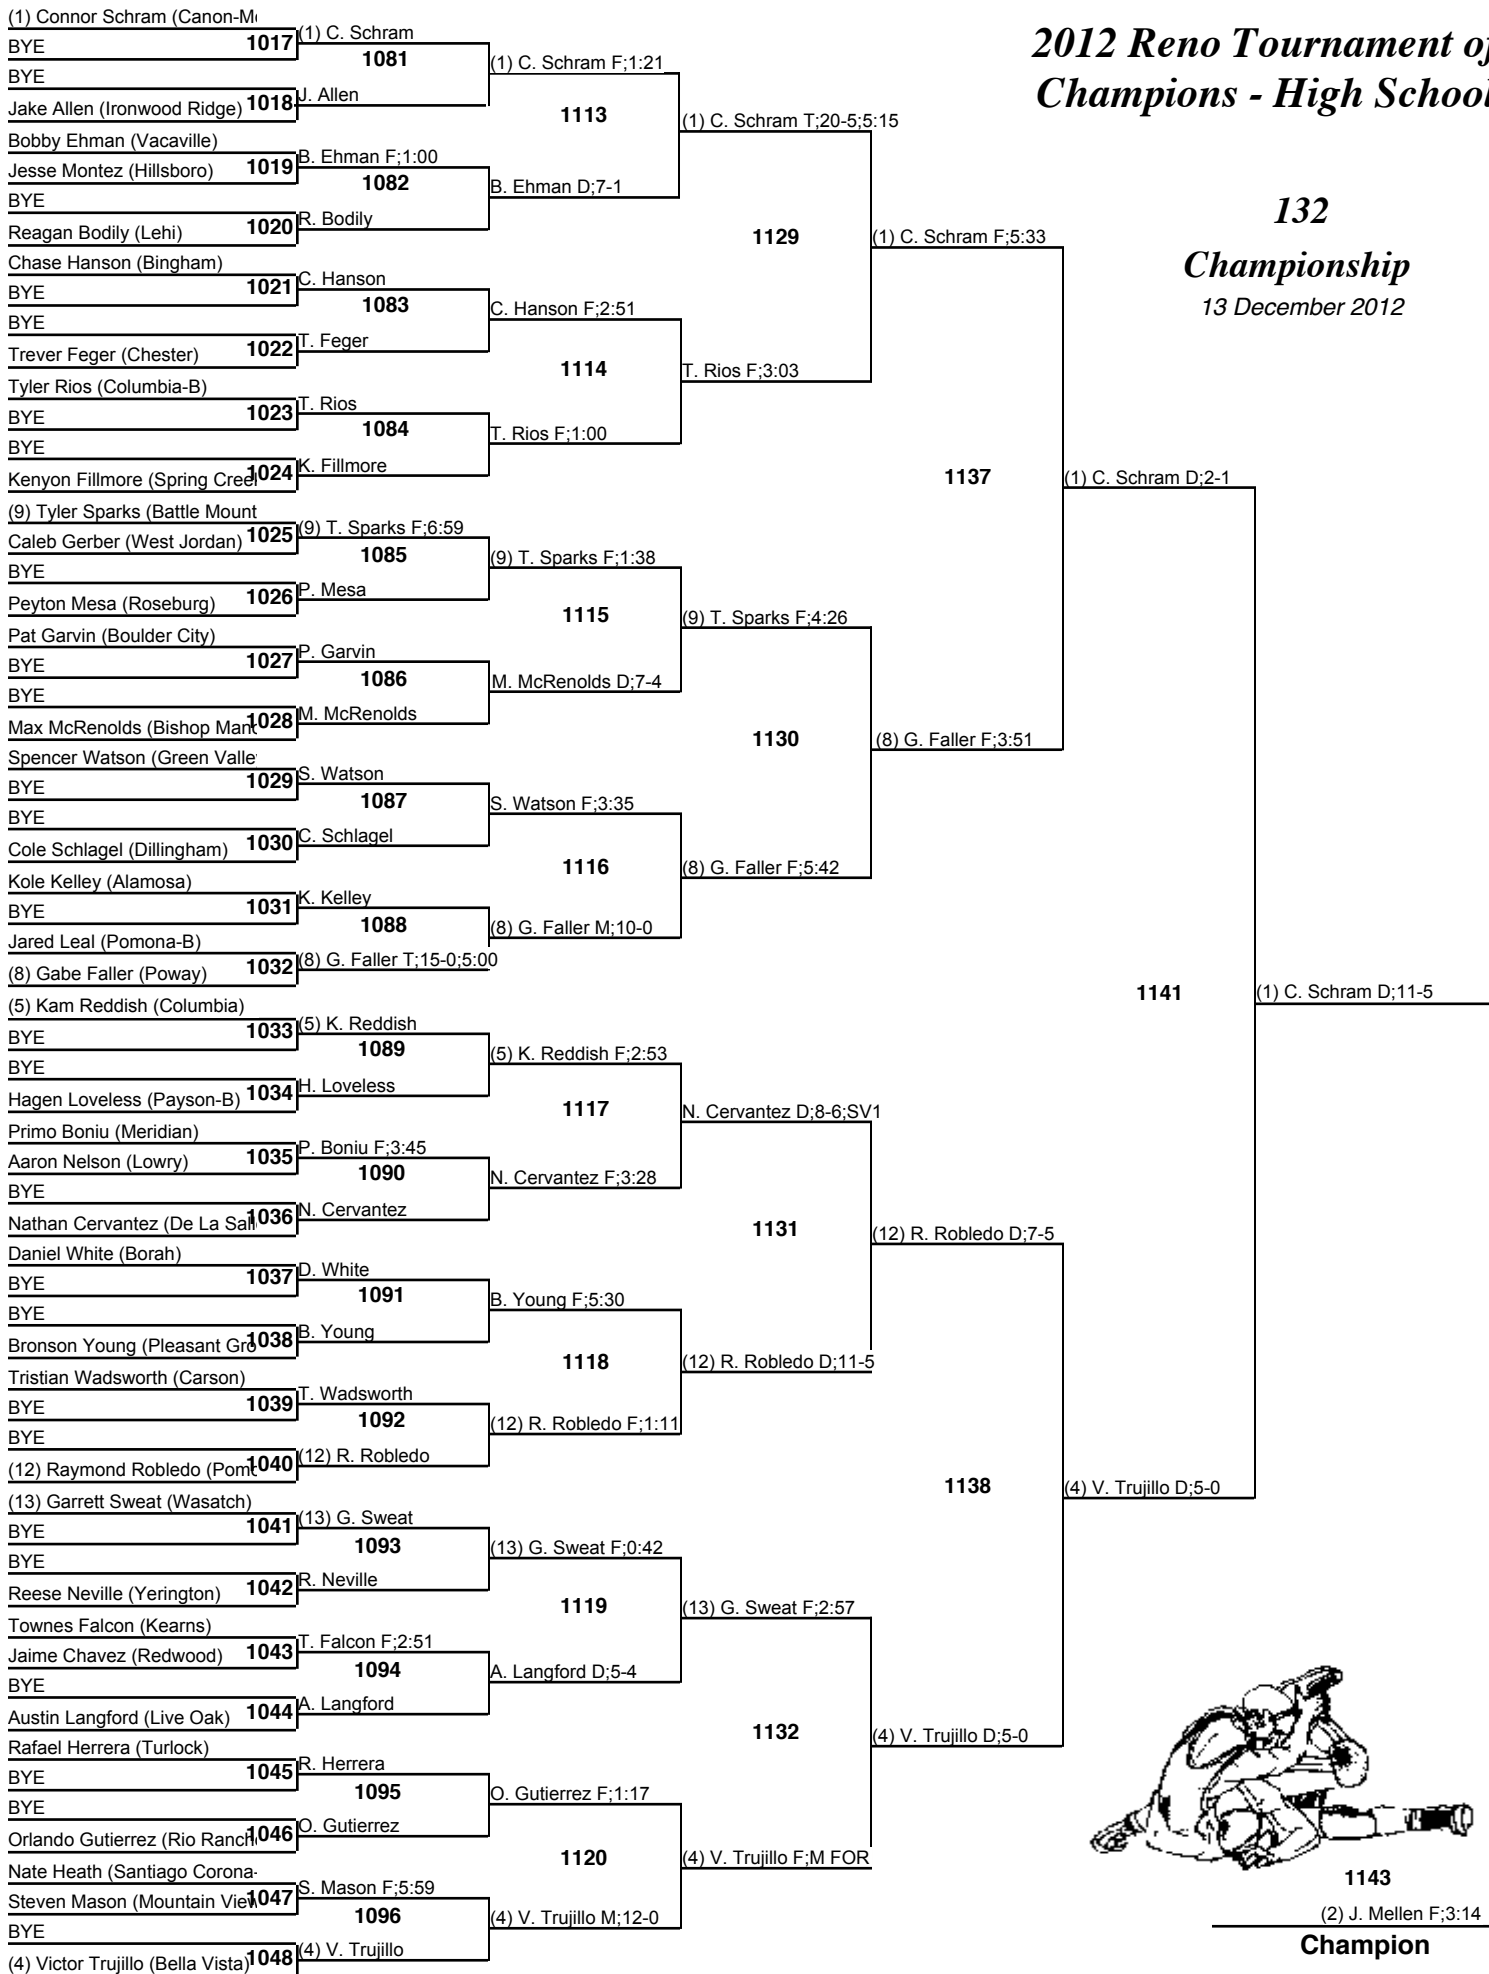 2012 Reno Tournament of
Champions - High School
132
Championship
13 December 2012
(1) Connor Schram (Canon-M
BYE
1017
(1) C. Schram
1081
BYE
Jake Allen (Ironwood Ridge)
1018
J. Allen
(1) C. Schram F;1:21
1113
Bobby Ehman (Vacaville)
Jesse Montez (Hillsboro)
1019
B. Ehman F;1:00
1082
BYE
Reagan Bodily (Lehi)
1020
R. Bodily
B. Ehman D;7-1
(1) C. Schram T;20-5;5:15
1129
Chase Hanson (Bingham)
BYE
1021
C. Hanson
1083
BYE
Trever Feger (Chester)
1022
T. Feger
C. Hanson F;2:51
1114
Tyler Rios (Columbia-B)
BYE
1023
T. Rios
1084
BYE
Kenyon Fillmore (Spring Cree
1024
K. Fillmore
T. Rios F;1:00
T. Rios F;3:03
(1) C. Schram F;5:33
1137
(9) Tyler Sparks (Battle Mount
Caleb Gerber (West Jordan)
1025
(9) T. Sparks F;6:59
1085
BYE
Peyton Mesa (Roseburg)
1026
P. Mesa
(9) T. Sparks F;1:38
1115
Pat Garvin (Boulder City)
BYE
1027
P. Garvin
1086
BYE
Max McRenolds (Bishop Man
1028
M. McRenolds
M. McRenolds D;7-4
(9) T. Sparks F;4:26
1130
Spencer Watson (Green Valle
BYE
1029
S. Watson
1087
BYE
Cole Schlagel (Dillingham)
1030
C. Schlagel
S. Watson F;3:35
1116
Kole Kelley (Alamosa)
BYE
1031
K. Kelley
1088
Jared Leal (Pomona-B)
(8) Gabe Faller (Poway)
1032
(8) G. Faller T;15-0;5:00
(8) G. Faller M;10-0
(8) G. Faller F;5:42
(8) G. Faller F;3:51
(1) C. Schram D;2-1
1141
(1) C. Schram D;11-5
(5) Kam Reddish (Columbia)
BYE
1033
(5) K. Reddish
1089
BYE
Hagen Loveless (Payson-B)
1034
H. Loveless
(5) K. Reddish F;2:53
1117
Primo Boniu (Meridian)
Aaron Nelson (Lowry)
1035
P. Boniu F;3:45
1090
BYE
Nathan Cervantez (De La Sal
1036
N. Cervantez
N. Cervantez F;3:28
N. Cervantez D;8-6;SV1
1131
Daniel White (Borah)
BYE
1037
D. White
1091
BYE
Bronson Young (Pleasant Gro
1038
B. Young
B. Young F;5:30
1118
Tristian Wadsworth (Carson)
BYE
1039
T. Wadsworth
1092
BYE
(12) Raymond Robledo (Pom
1040
(12) R. Robledo
(12) R. Robledo F;1:11
(12) R. Robledo D;11-5
(12) R. Robledo D;7-5
1138
(13) Garrett Sweat (Wasatch)
BYE
1041
(13) G. Sweat
1093
BYE
Reese Neville (Yerington)
1042
R. Neville
(13) G. Sweat F;0:42
1119
Townes Falcon (Kearns)
Jaime Chavez (Redwood)
1043
T. Falcon F;2:51
1094
BYE
Austin Langford (Live Oak)
1044
A. Langford
A. Langford D;5-4
(13) G. Sweat F;2:57
1132
Rafael Herrera (Turlock)
BYE
1045
R. Herrera
1095
BYE
Orlando Gutierrez (Rio Ranch
1046
O. Gutierrez
O. Gutierrez F;1:17
1120
Nate Heath (Santiago Corona-
Steven Mason (Mountain Vie
1047
S. Mason F;5:59
1096
BYE
(4) Victor Trujillo (Bella Vista)
1048
(4) V. Trujillo
(4) V. Trujillo M;12-0
(4) V. Trujillo F;M FOR
(4) V. Trujillo D;5-0
(4) V. Trujillo D;5-0
1143
(2) J. Mellen F;3:14
Champion